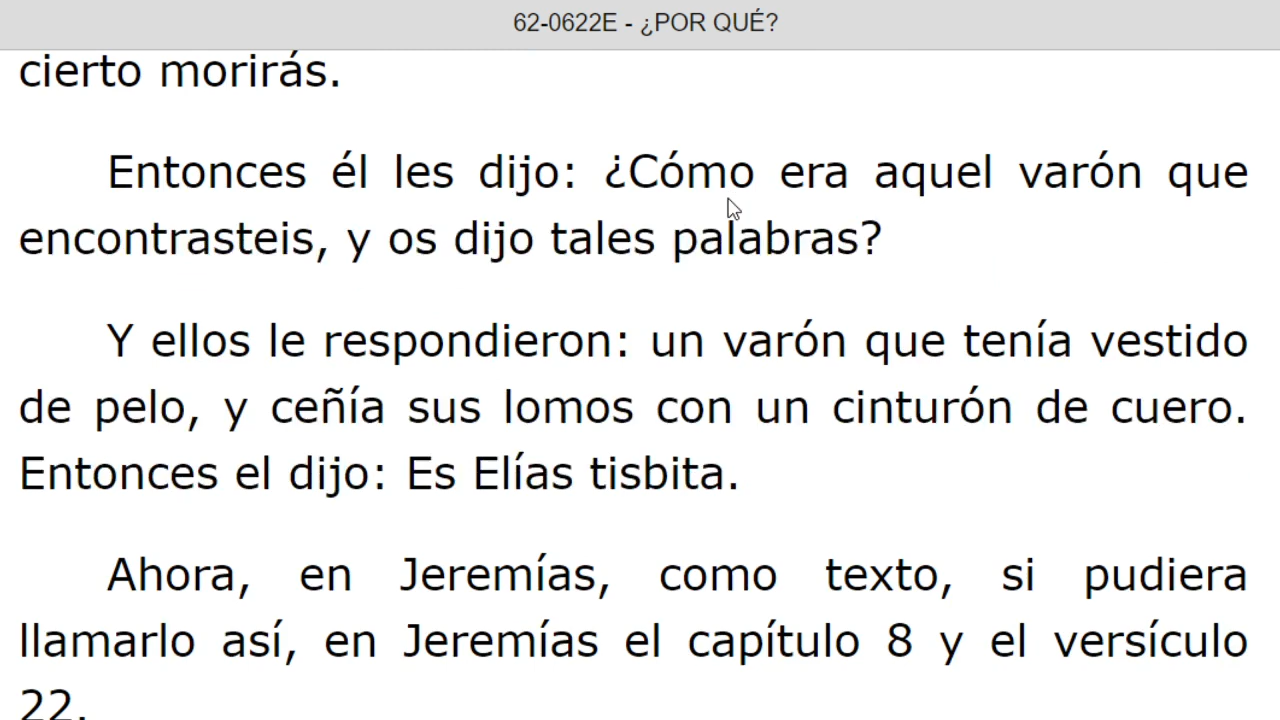 62-0622E - ¿POR QUÉ?
cierto morirás.
Entonces él les dijo: ¿Cómo era aquel varón que
encontrasteis, y os dijo tales palabras?
Y ellos le respondieron: un varón que tenía vestido
de pelo, y ceñía sus lomos con un cinturón de cuero.
Entonces el dijo: Es Elías tisbita.
Ahora, en Jeremías, como texto, si pudiera
llamarlo así, en Jeremías el capítulo 8 y el versículo
22.